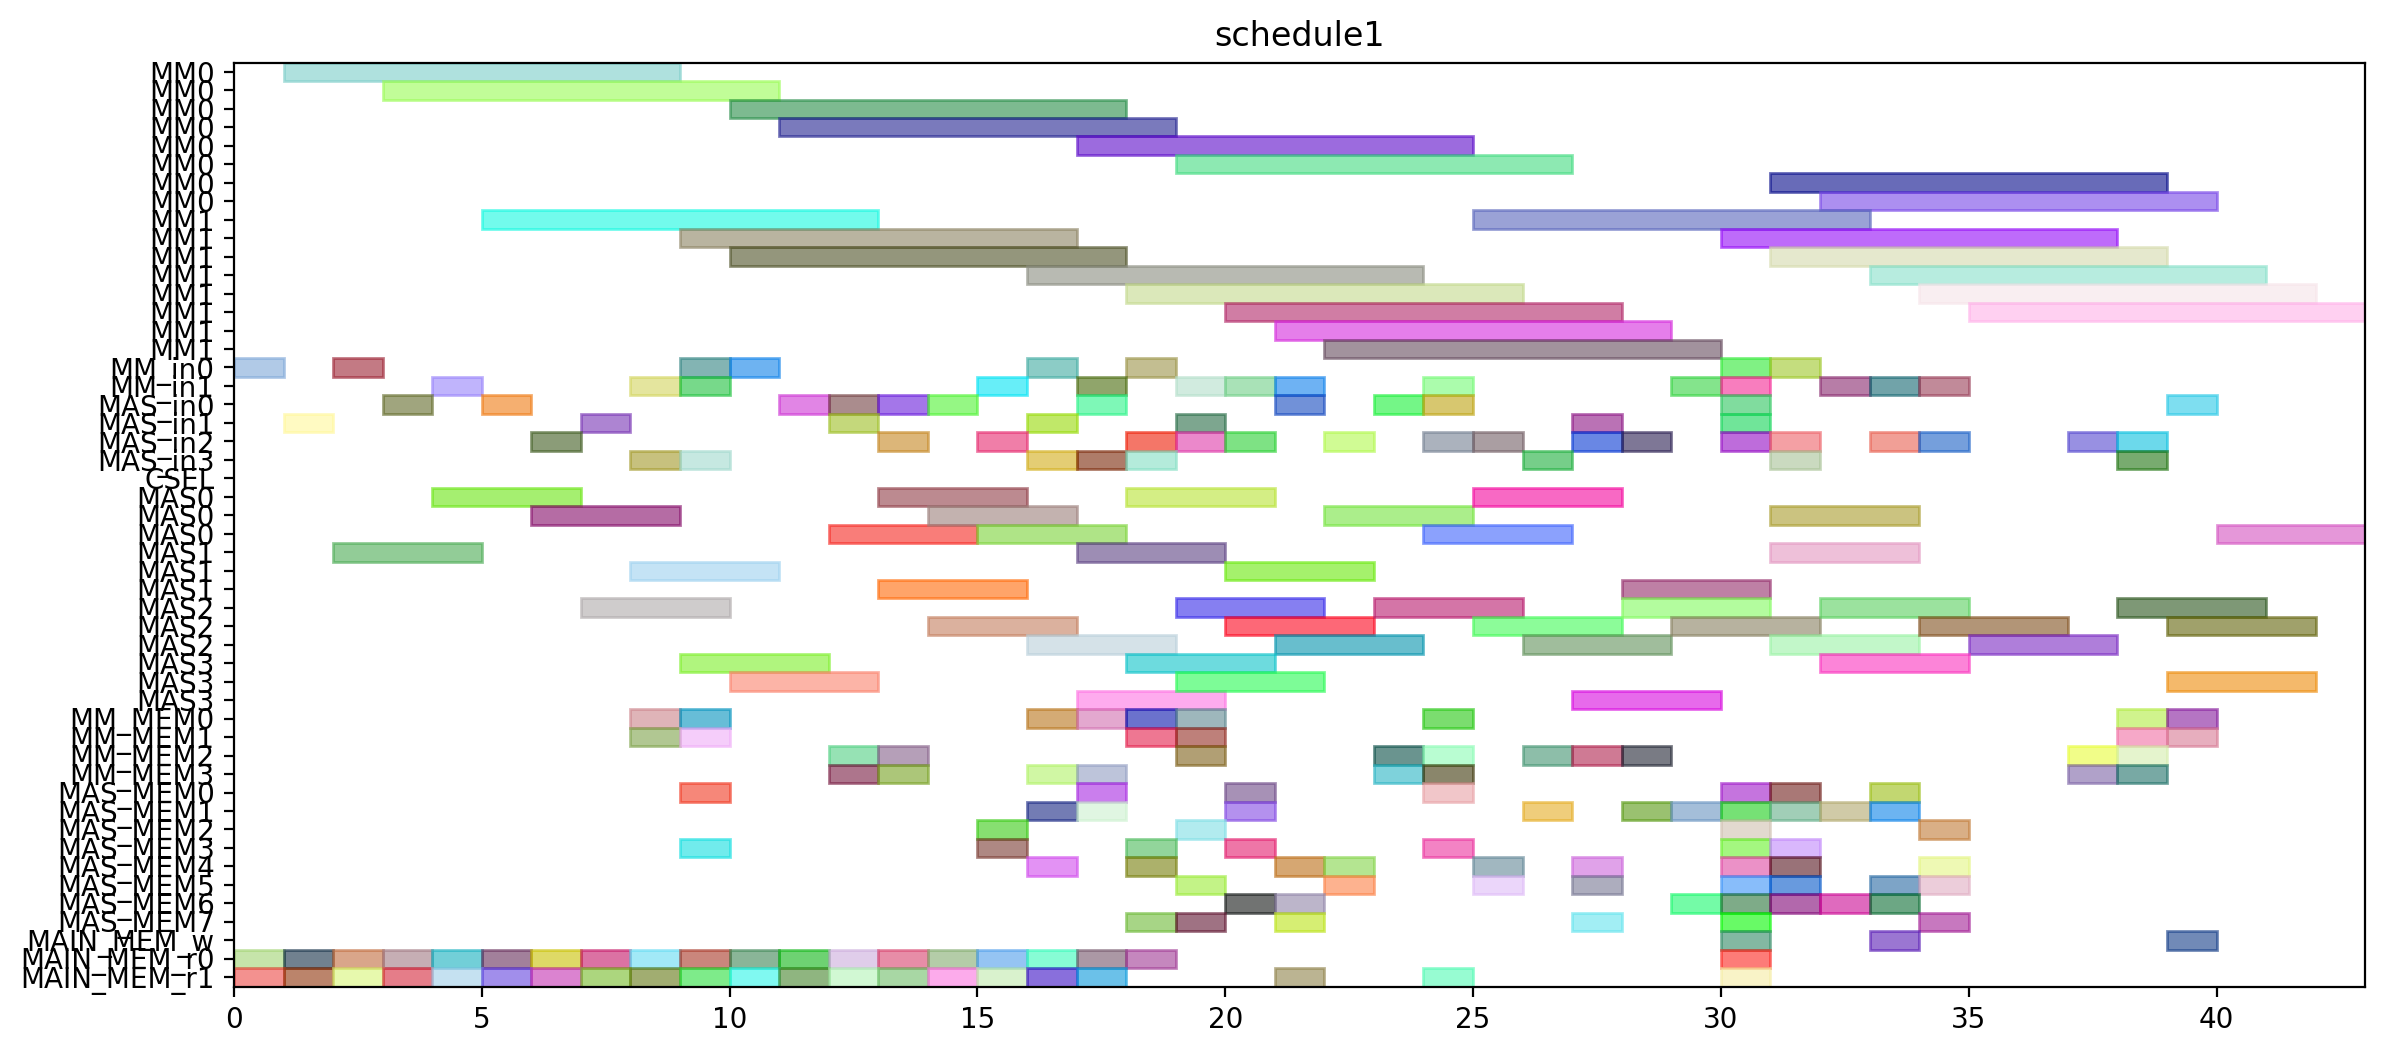 schedule1
MM0
MM0
MM0
MM0
MM0
MM0
MM0
MM0
MM1
MM1
MM1
MM1
MM1
MM1
MM1
MM1
MM_in0
MM_in1
MAS_in0
MAS_in1
MAS_in2
MAS_in3
CSEL
MAS0
MAS0
MAS0
MAS1
MAS1
MAS1
MAS2
MAS2
MAS2
MAS3
MAS3
MAS3
MM_MEM0
MM_MEM1
MM_MEM2
MM_MEM3
MAS_MEM0
MAS_MEM1
MAS_MEM2
MAS_MEM3
MAS_MEM4
MAS_MEM5
MAS_MEM6
MAS_MEM7
MAIN_MEM_w
MAIN_MEM_r0
MAIN_MEM_r1
0 5 10 15 20 25 30 35 40